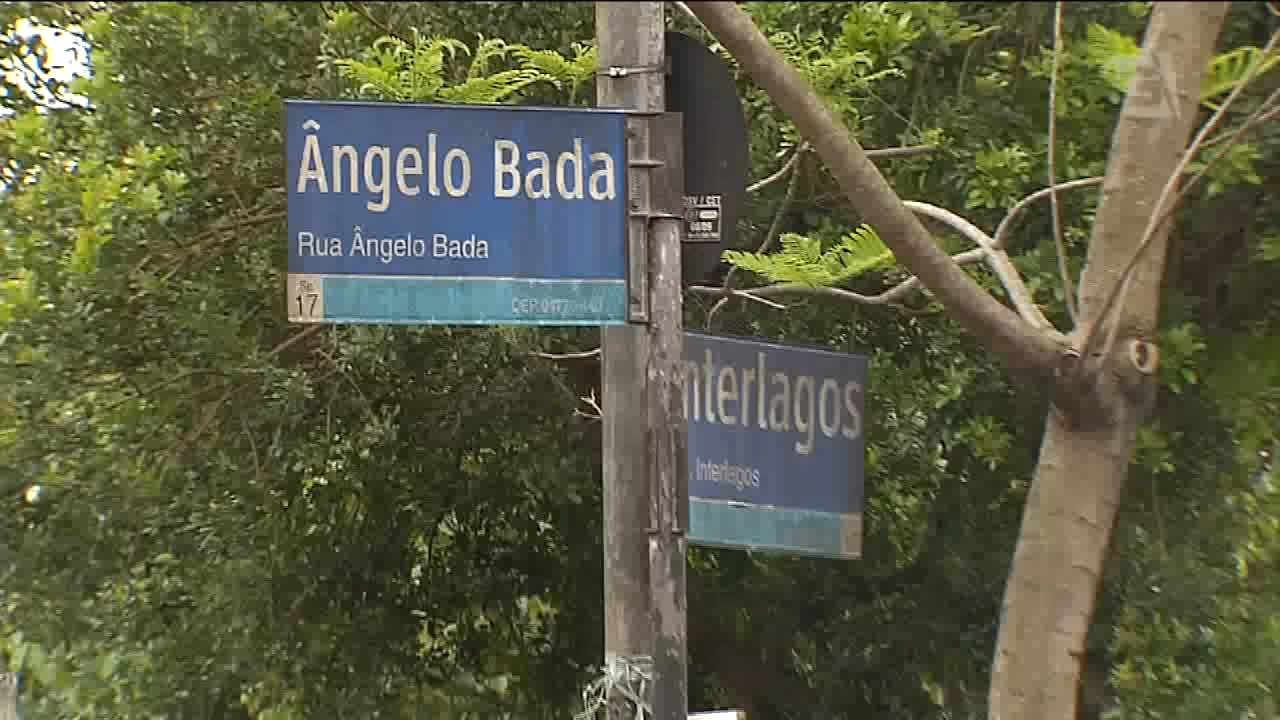 Ângelo Bada
Rua Ângelo Bada
17
nterlagos
. Interlagos